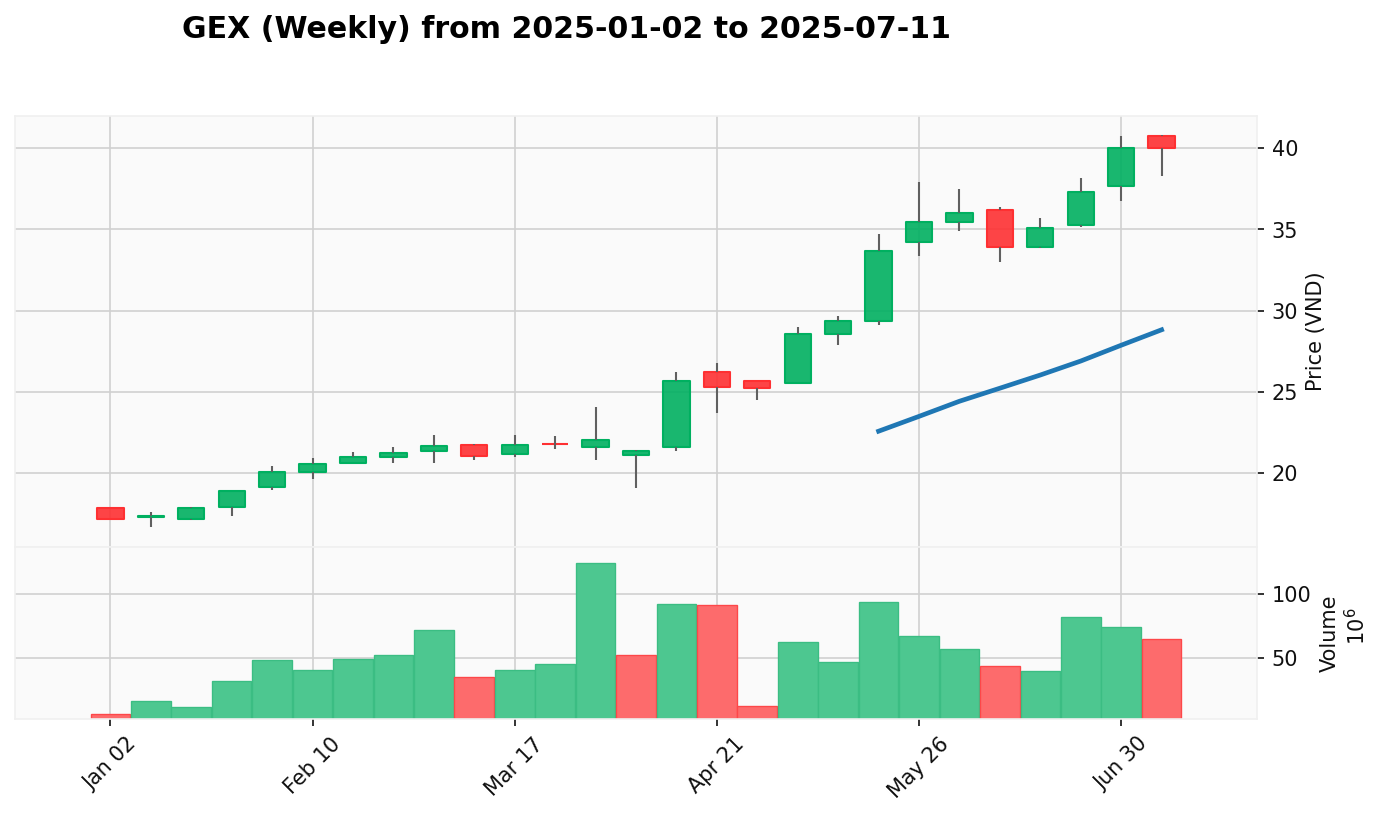 GEX (Weekly) from 2025-01-02 to 2025-07-11
40
35
30
25
20
Price (VND)
100
50
Volume
10⁶
Jan 02
Feb 10
Mar 17
Apr 21
May 26
Jun 30